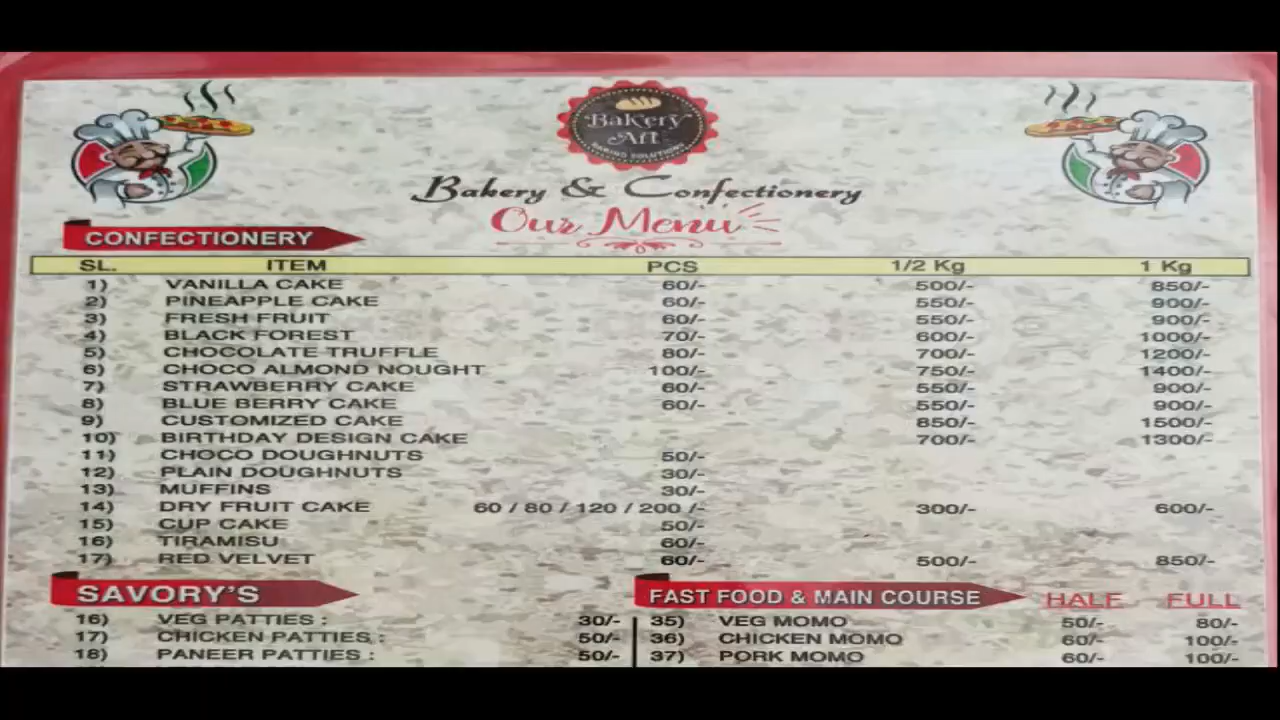 BaKery
Art
BAKING SOLUTIONS
Bakery & Confectionery
Our Menu
CONFECTIONERY
SL. ITEM PCS 1/2 Kg 1 Kg
1) VANILLA CAKE 60/- 500/- 850/-
2) PINEAPPLE CAKE 60/- 550/- 900/-
3) FRESH FRUIT 60/- 550/- 900/-
4) BLACK FOREST 70/- 600/- 1000/-
5) CHOCOLATE TRUFFLE 80/- 700/- 1200/-
6) CHOCO ALMOND NOUGHT 100/- 750/- 1400/-
7) STRAWBERRY CAKE 60/- 550/- 900/-
8) BLUE BERRY CAKE 60/- 550/- 900/-
9) CUSTOMIZED CAKE 850/- 1500/-
10) BIRTHDAY DESIGN CAKE 700/- 1300/-
11) CHOCO DOUGHNUTS 50/-
12) PLAIN DOUGHNUTS 30/-
13) MUFFINS 30/-
14) DRY FRUIT CAKE 60 / 80 / 120 / 200 /- 300/- 600/-
15) CUP CAKE 50/-
16) TIRAMISU 60/-
17) RED VELVET 60/- 500/- 850/-
SAVORY'S
16) VEG PATTIES : 30/-
17) CHICKEN PATTIES : 50/-
18) PANEER PATTIES : 50/-
FAST FOOD & MAIN COURSE HALF FULL
35) VEG MOMO 50/- 80/-
36) CHICKEN MOMO 60/- 100/-
37) PORK MOMO 60/- 100/-